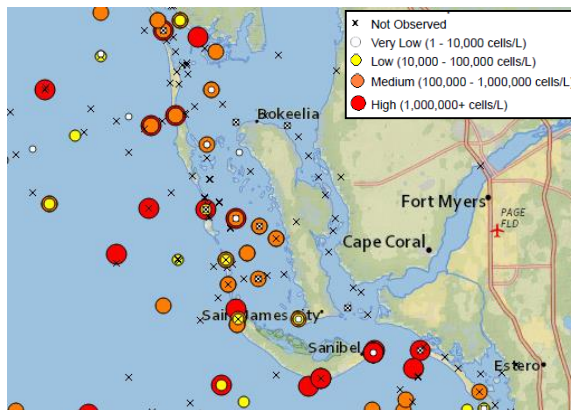 Not Observed
Very Low (1 - 10,000 cells/L)
Low (10,000 - 100,000 cells/L)
Medium (100,000 - 1,000,000 cells/L)
High (1,000,000+ cells/L)
Bokeelia
Fort Myers
PAGE
FLD
Cape Coral
Saint James City
Sanibel
Estero